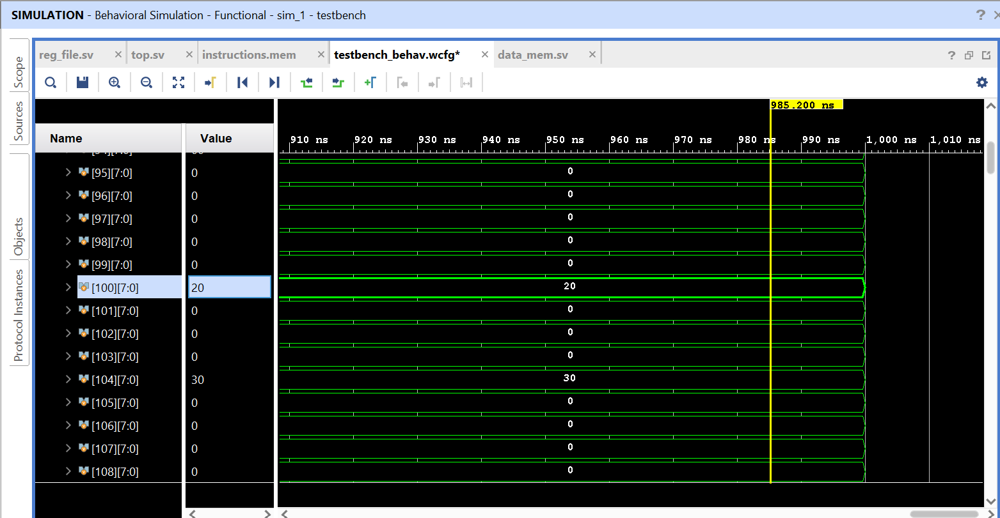 SIMULATION - Behavioral Simulation - Functional - sim_1 - testbench
? ×
Scope
Sources
Objects
Protocol Instances
reg_file.sv × top.sv × instructions.mem × testbench_behav.wcfg* × data_mem.sv ×
?
985.200 ns
Name Value
910 ns 920 ns 930 ns 940 ns 950 ns 960 ns 970 ns 980 ns 990 ns 1,000 ns 1,010 ns
[95][7:0] 0 0
[96][7:0] 0 0
[97][7:0] 0 0
[98][7:0] 0 0
[99][7:0] 0 0
[100][7:0] 20 20
[101][7:0] 0 0
[102][7:0] 0 0
[103][7:0] 0 0
[104][7:0] 30 30
[105][7:0] 0 0
[106][7:0] 0 0
[107][7:0] 0 0
[108][7:0] 0 0